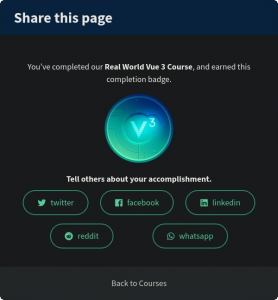 Share this page
You've completed our Real World Vue 3 Course, and earned this
completion badge.
V3
Tell others about your accomplishment.
twitter
facebook
linkedin
reddit
whatsapp
Back to Courses